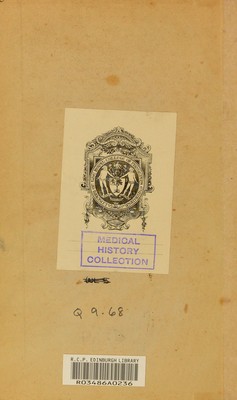 MEDICAL
HISTORY
COLLECTION
Q 9.68
R.C.P. EDINBURGH LIBRARY
R03486A0236